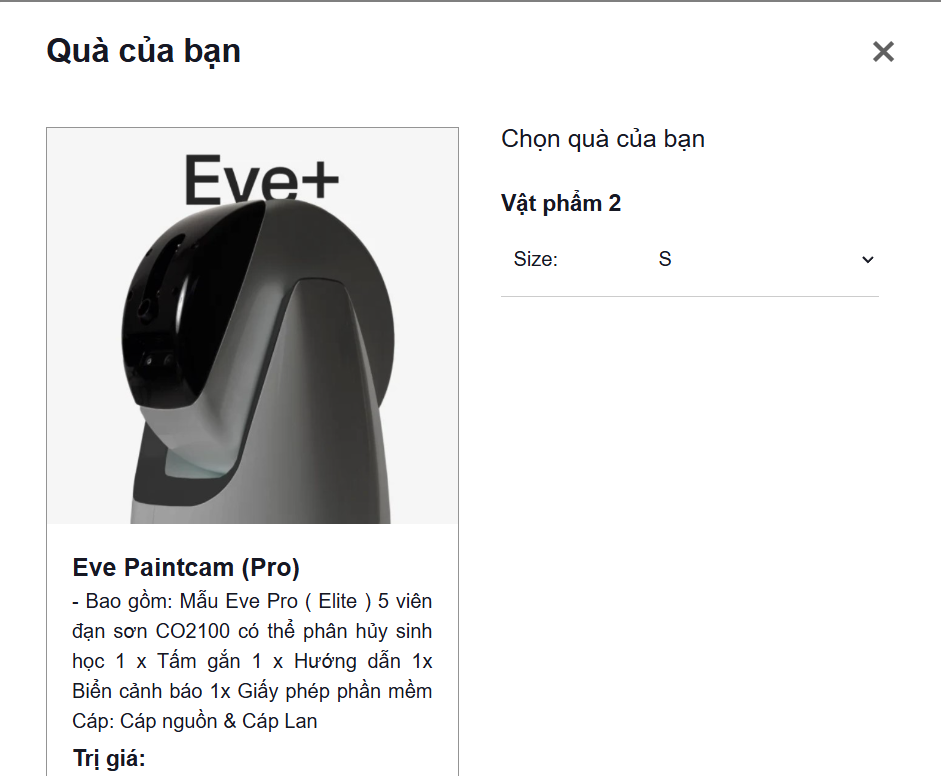 Quà của bạn
Chọn quà của bạn
Vật phẩm 2
Size: S
Eve+
Eve Paintcam (Pro)
- Bao gồm: Mẫu Eve Pro ( Elite ) 5 viên
đạn sơn CO2100 có thể phân hủy sinh
học 1 x Tấm gắn 1 x Hướng dẫn 1x
Biển cảnh báo 1x Giấy phép phần mềm
Cáp: Cáp nguồn & Cáp Lan
Trị giá: